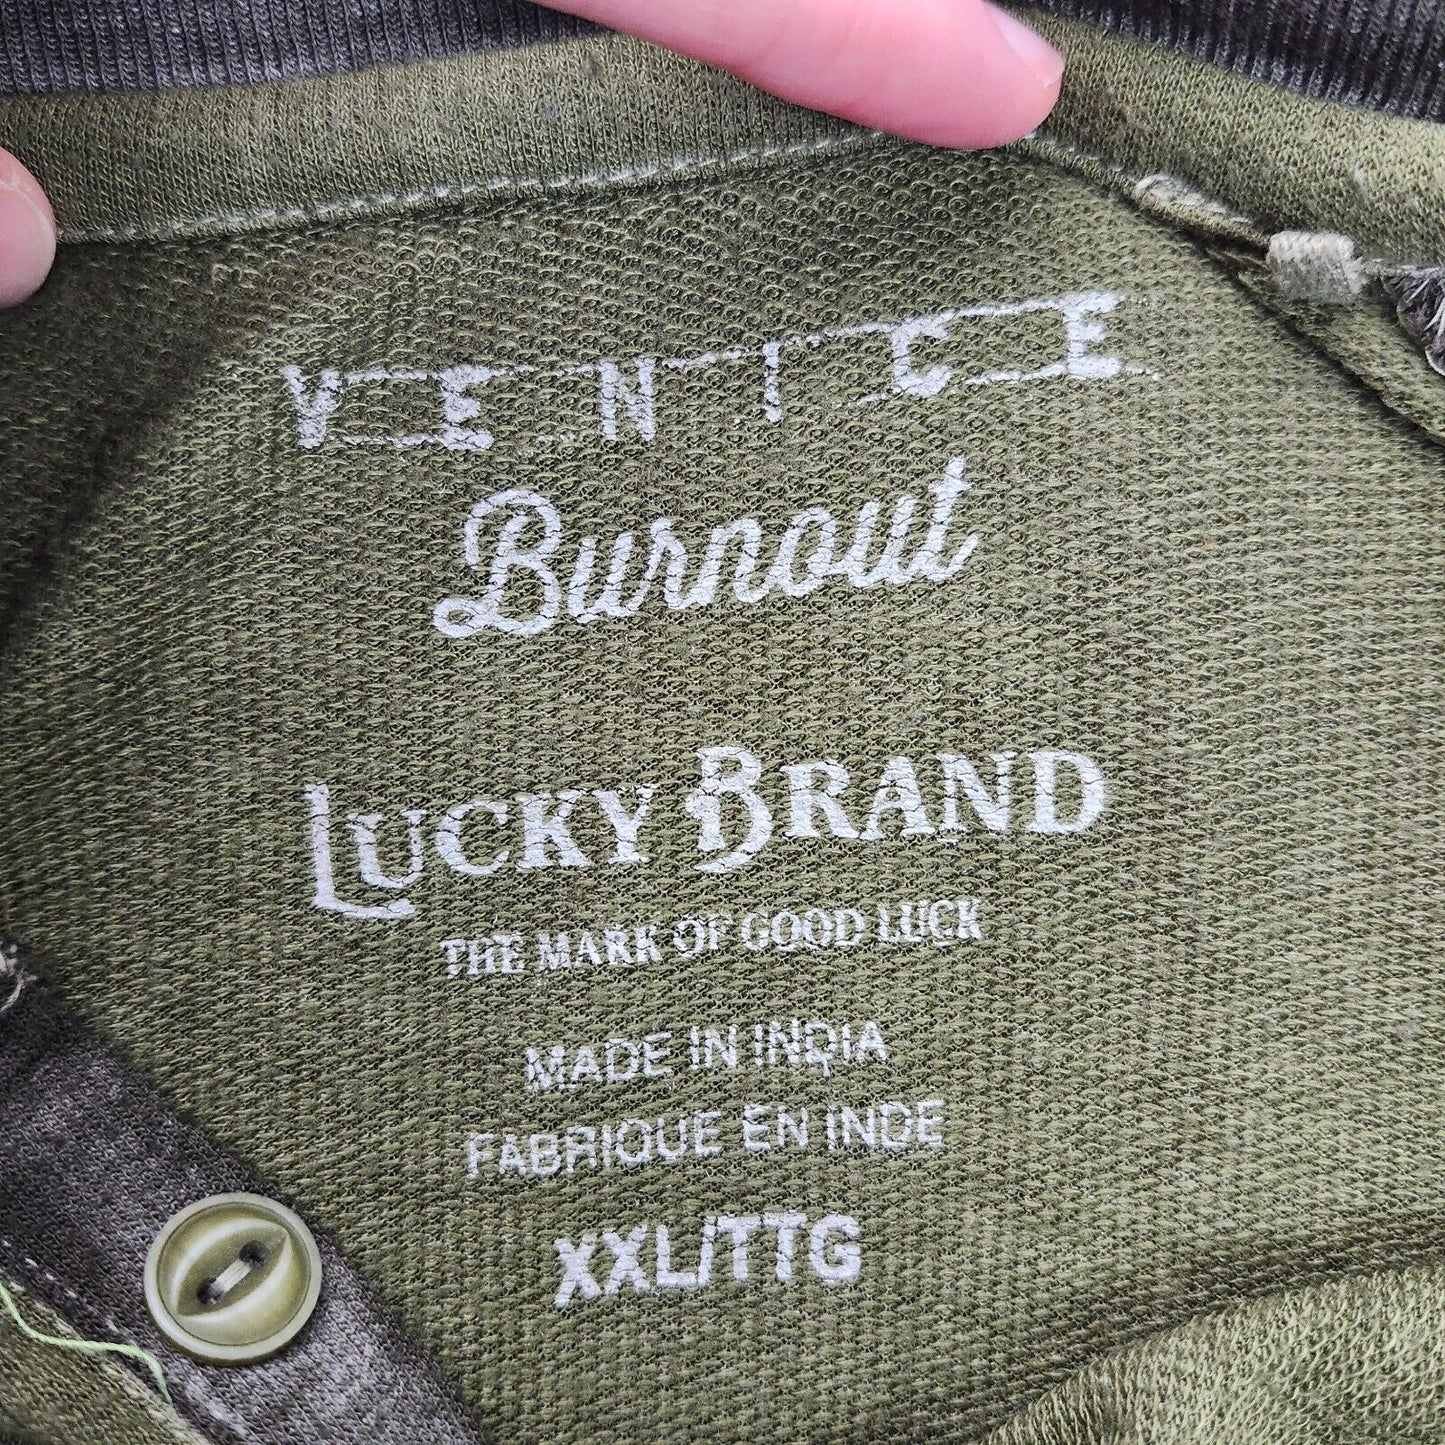 VENICE
Burnout
LUCKY BRAND
THE MARK OF GOOD LUCK
MADE IN INDIA
FABRIQUE EN INDE
XXL/TTG